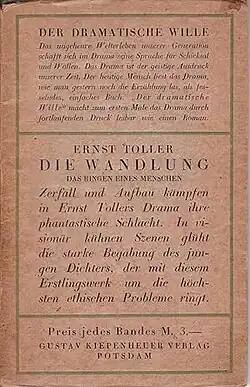 DER DRAMATISCHE WILLE
Das ungeheure Welterleben unserer Generation
schafft sich im Drama eigne Sprache für Schicksal
und Wollen. Das Drama ist der geistige Ausdruck
unserer Zeit. Der heutige Mensch liest das Drama,
wie man gestern noch die Erzählung las, als fes-
selndes, einfaches Buch. „Der dramatische
Wille“ macht zum ersten Male das Drama durch
fortlaufenden Druck lesbar wie einen Roman.
ERNST TOLLER
DIE WANDLUNG
DAS RINGEN EINES MENSCHEN
Zerfall und Aufbau kämpfen
in Ernst Tollers Drama ihre
phantastische Schlacht. In vi-
sionär kühnen Szenen glüht
die starke Begabung des jun-
gen Dichters, der mit diesem
Erstlingswerk um die höch-
sten ethischen Probleme ringt.
Preis jedes Bandes M. 3.—
GUSTAV KIEPENHEUER VERLAG
POTSDAM